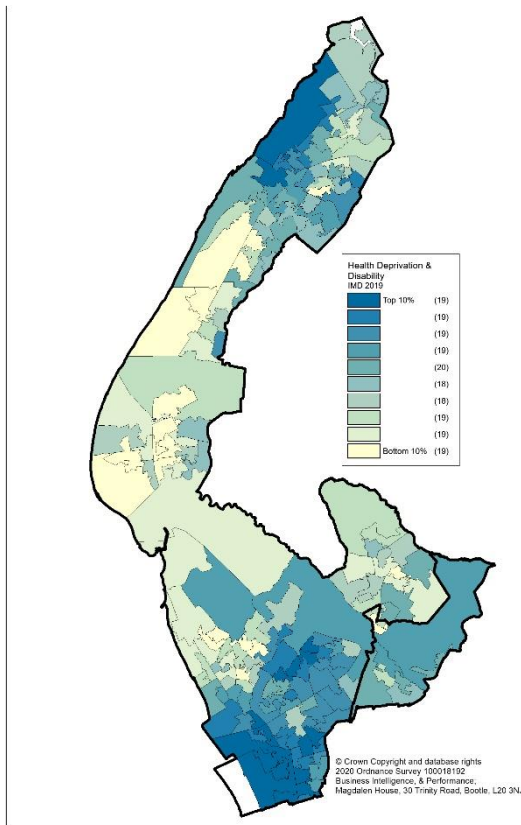 Health Deprivation &
Disability
IMD 2019
Top 10% (19)
(19)
(19)
(19)
(20)
(18)
(18)
(19)
(19)
Bottom 10% (19)
© Crown Copyright and database rights
2020 Ordnance Survey 100018192
Business Intelligence, & Performance;
Magdalen House, 30 Trinity Road, Bootle, L20 3NJ